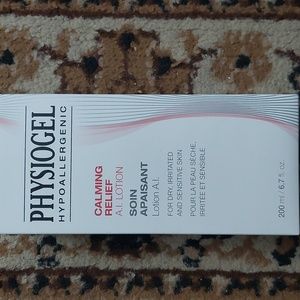 PHYSIOGEL
HYPOALLERGENIC
CALMING
RELIEF
A.I. LOTION
SOIN
APAISANT
Lotion A.I.
FOR DRY, IRRITATED
AND SENSITIVE SKIN
POUR LA PEAU SÈCHE,
IRRITÉE ET SENSIBLE
200 ml / 6.7 fl. oz